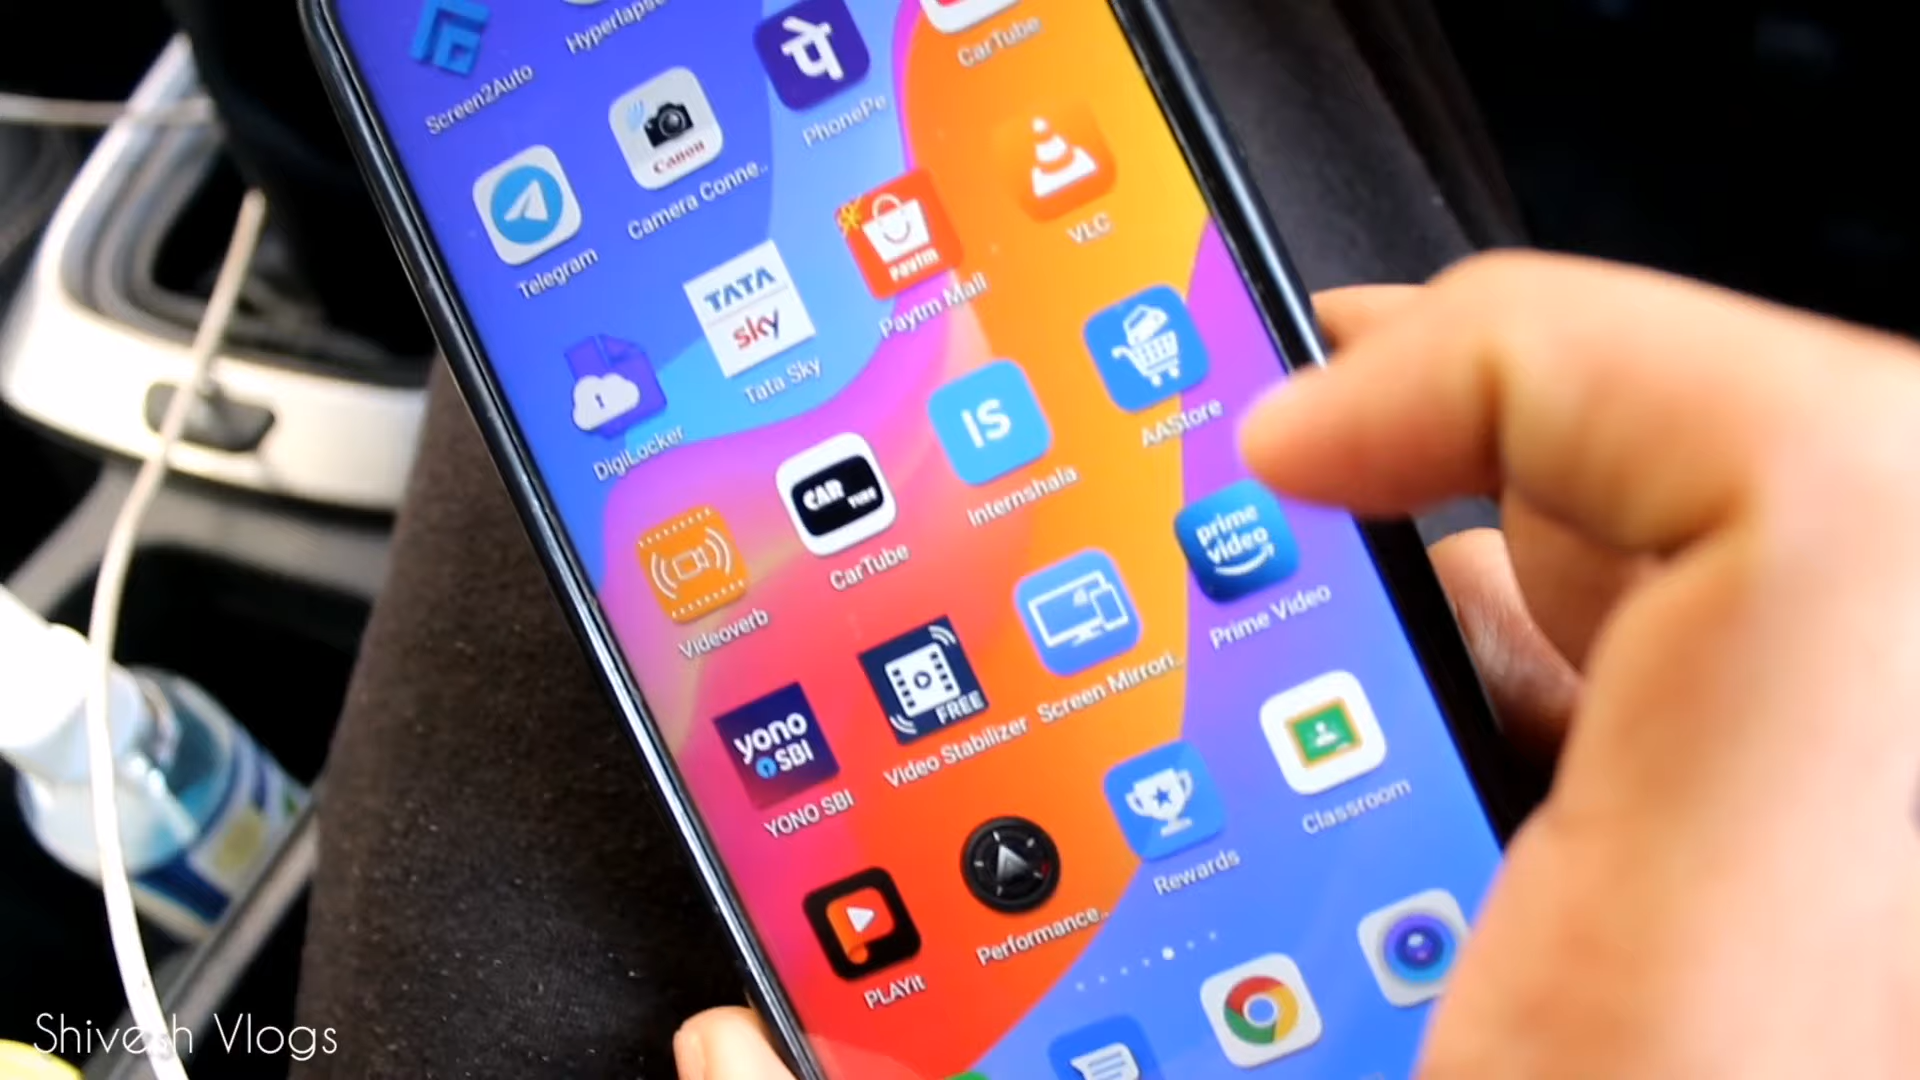 Screen2Auto
Hyperlapse
पे
PhonePe
CarTube
Telegram
Canon
Camera Conne..
paytm
Paytm Mall
VLC
DigiLocker
TATA
sky
Tata Sky
IS
Internshala
AAStore
Videoverb
CAR TUBE
CarTube
Screen Mirrori..
prime
video
Prime Video
yono
SBI
YONO SBI
FREE
Video Stabilizer
Rewards
Classroom
PLAYit
Performance..
Shivesh Vlogs